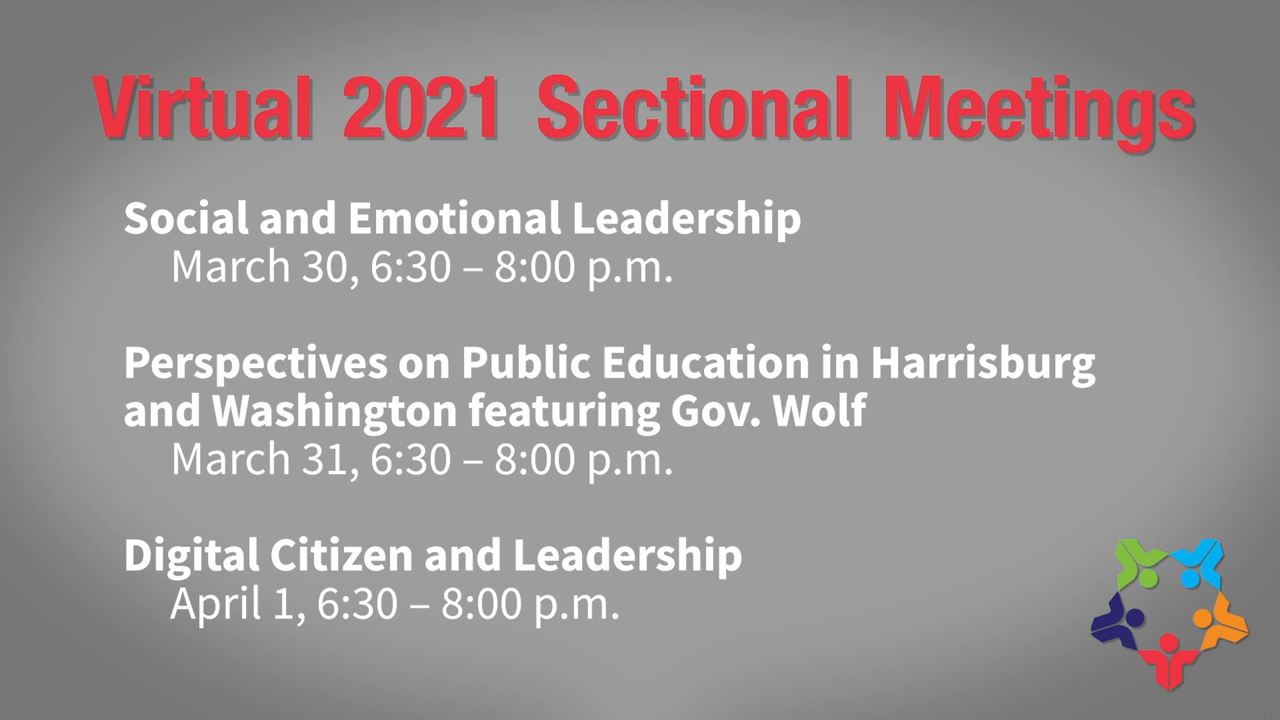 Virtual 2021 Sectional Meetings
Social and Emotional Leadership
March 30, 6:30 – 8:00 p.m.
Perspectives on Public Education in Harrisburg
and Washington featuring Gov. Wolf
March 31, 6:30 – 8:00 p.m.
Digital Citizen and Leadership
April 1, 6:30 – 8:00 p.m.